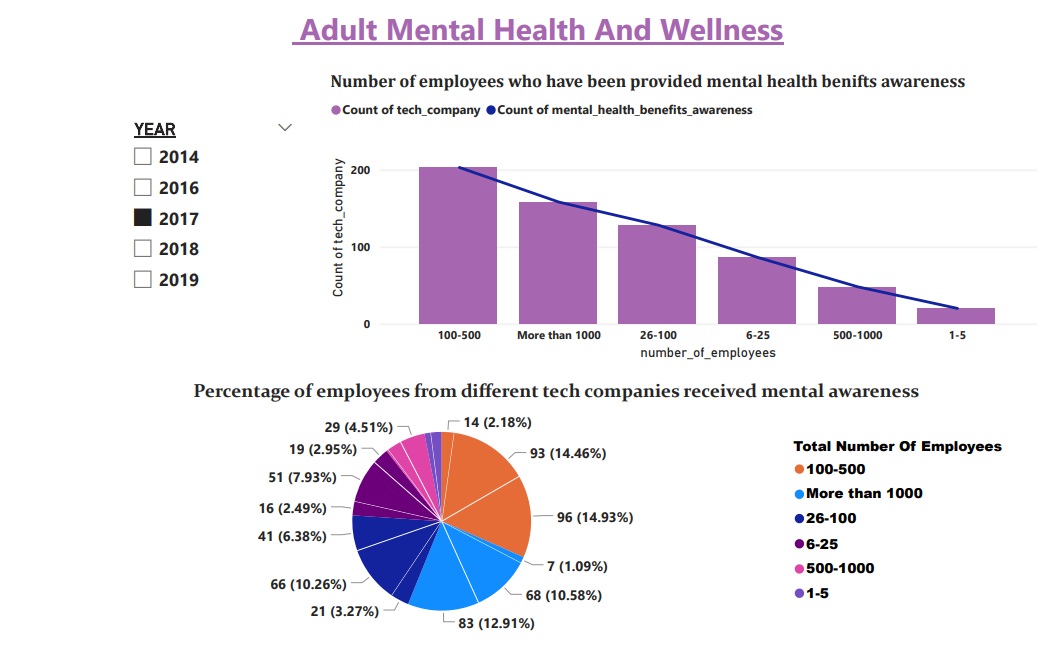 Adult Mental Health And Wellness
Number of employees who have been provided mental health benifts awareness
Count of tech_company Count of mental_health_benefits_awareness
YEAR
2014
2016
2017
2018
2019
Count of tech_company
200
100
0
100-500 More than 1000 26-100 6-25 500-1000 1-5
number_of_employees
Percentage of employees from different tech companies received mental awareness
14 (2.18%)
93 (14.46%)
96 (14.93%)
7 (1.09%)
68 (10.58%)
83 (12.91%)
21 (3.27%)
66 (10.26%)
41 (6.38%)
16 (2.49%)
51 (7.93%)
19 (2.95%)
29 (4.51%)
Total Number Of Employees
100-500
More than 1000
26-100
6-25
500-1000
1-5